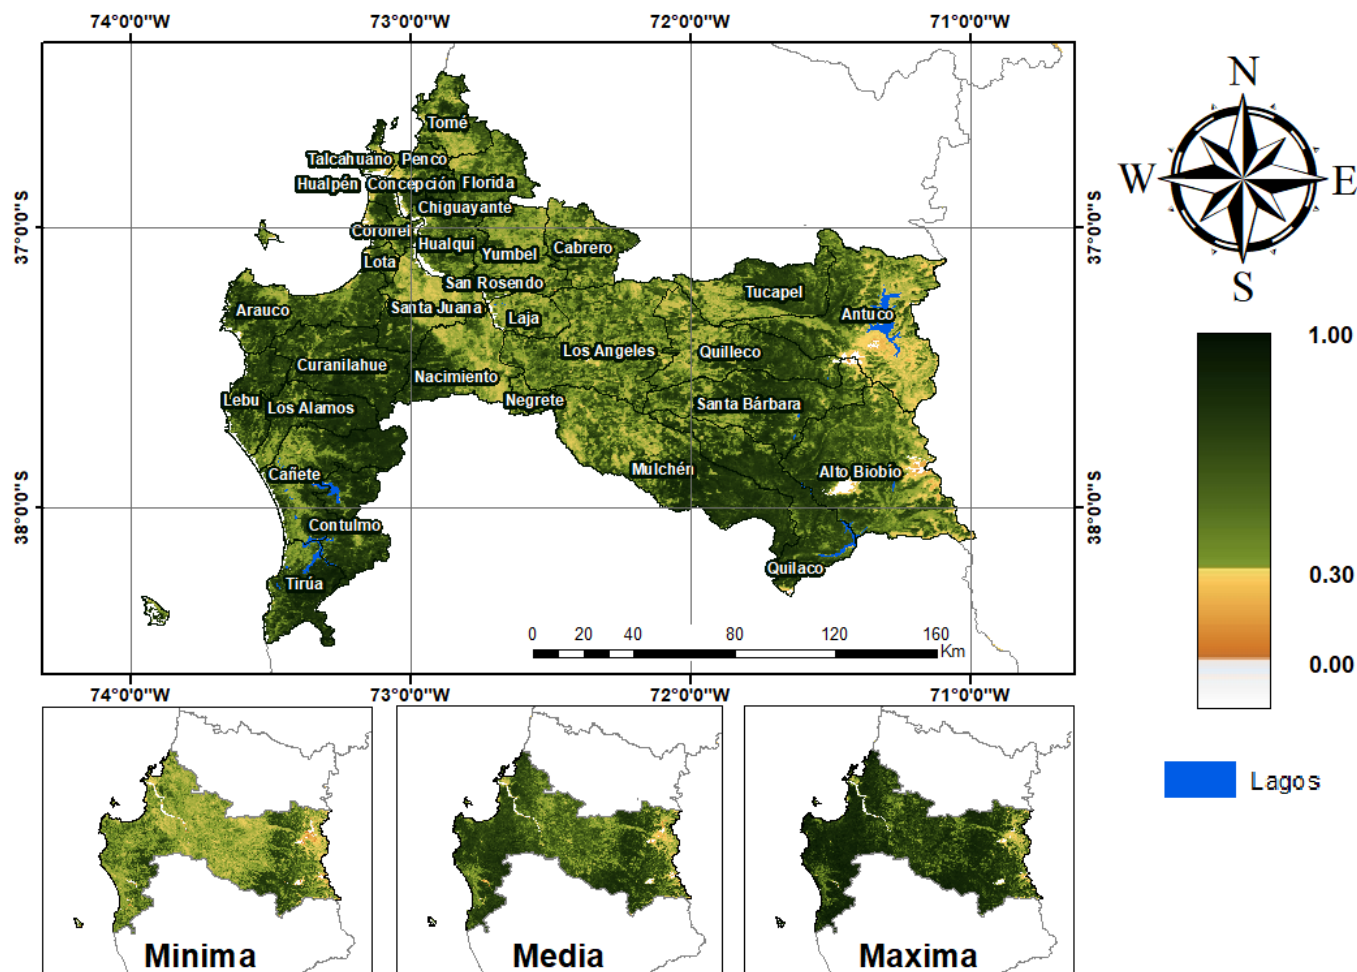 74°0'0"W 73°0'0"W 72°0'0"W 71°0'0"W
N
W E
S
37°0'0"S
37°0'0"S
38°0'0"S
38°0'0"S
Tomé
Talcahuano Penco
Hualpén Concepción Florida
Chiguayante
Coronel
Hualqui
Yumbel
Cabrero
Lota
San Rosendo
Tucapel
Arauco
Santa Juana
Laja
Antuco
Los Angeles
Quilleco
Curanilahue
Nacimiento
Lebu
Los Alamos
Negrete
Santa Bárbara
Cañete
Mulchén
Alto Biobio
Contulmo
Quilaco
Tirúa
0 20 40 80 120 160
Km
74°0'0"W 73°0'0"W 72°0'0"W 71°0'0"W
1.00
0.30
0.00
Lagos
Minima
Media
Maxima